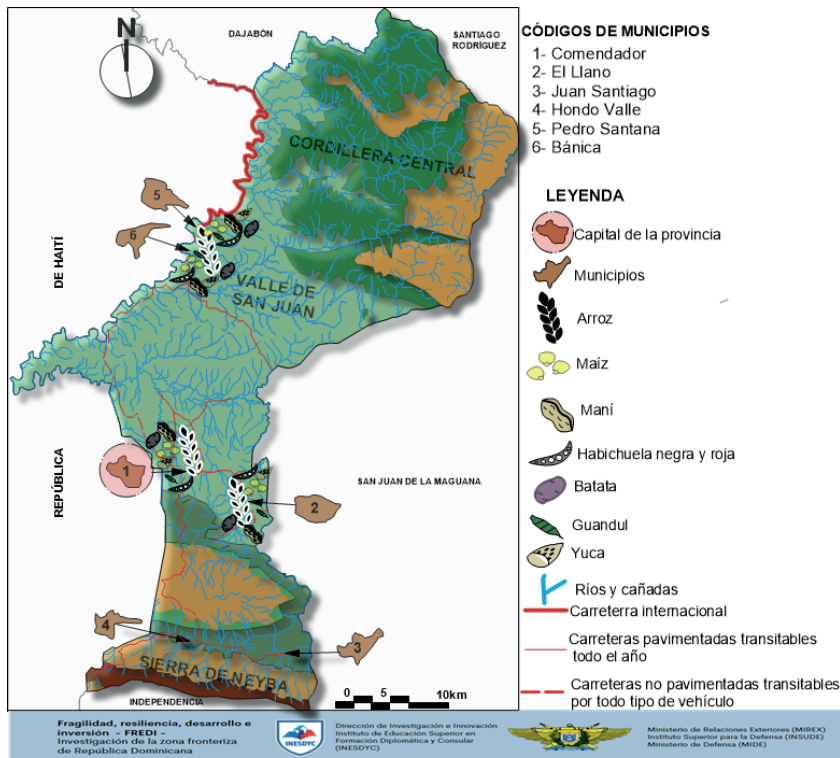 N
DAJABÓN
SANTIAGO
RODRÍGUEZ
CORDILLERA CENTRAL
5
6
DE HAITÍ
VALLE DE
SAN JUAN
REPÚBLICA
1
SAN JUAN DE LA MAGUANA
2
4
3
SIERRA DE NEYBA
INDEPENDENCIA
0 5 10km
CÓDIGOS DE MUNICIPIOS
1- Comendador
2- El Llano
3- Juan Santiago
4- Hondo Valle
5- Pedro Santana
6- Bánica
LEYENDA
Capital de la provincia
Municipios
Arroz
Maíz
Maní
Habichuela negra y roja
Batata
Guandul
Yuca
Ríos y cañadas
Carreterra internacional
Carreteras pavimentadas transitables
todo el año
Carreteras no pavimentadas transitables
por todo tipo de vehículo
Fragilidad, resiliencia, desarrollo e
inversión - FREDI -
Investigación de la zona fronteriza
de República Dominicana
INESDYC
Dirección de Investigación e Innovación
Instituto de Educación Superior en
Formación Diplomática y Consular
(INESDYC)
Ministerio de Relaciones Exteriores (MIREX)
Instituto Superior para la Defensa (INSUDE)
Ministerio de Defensa (MIDE)